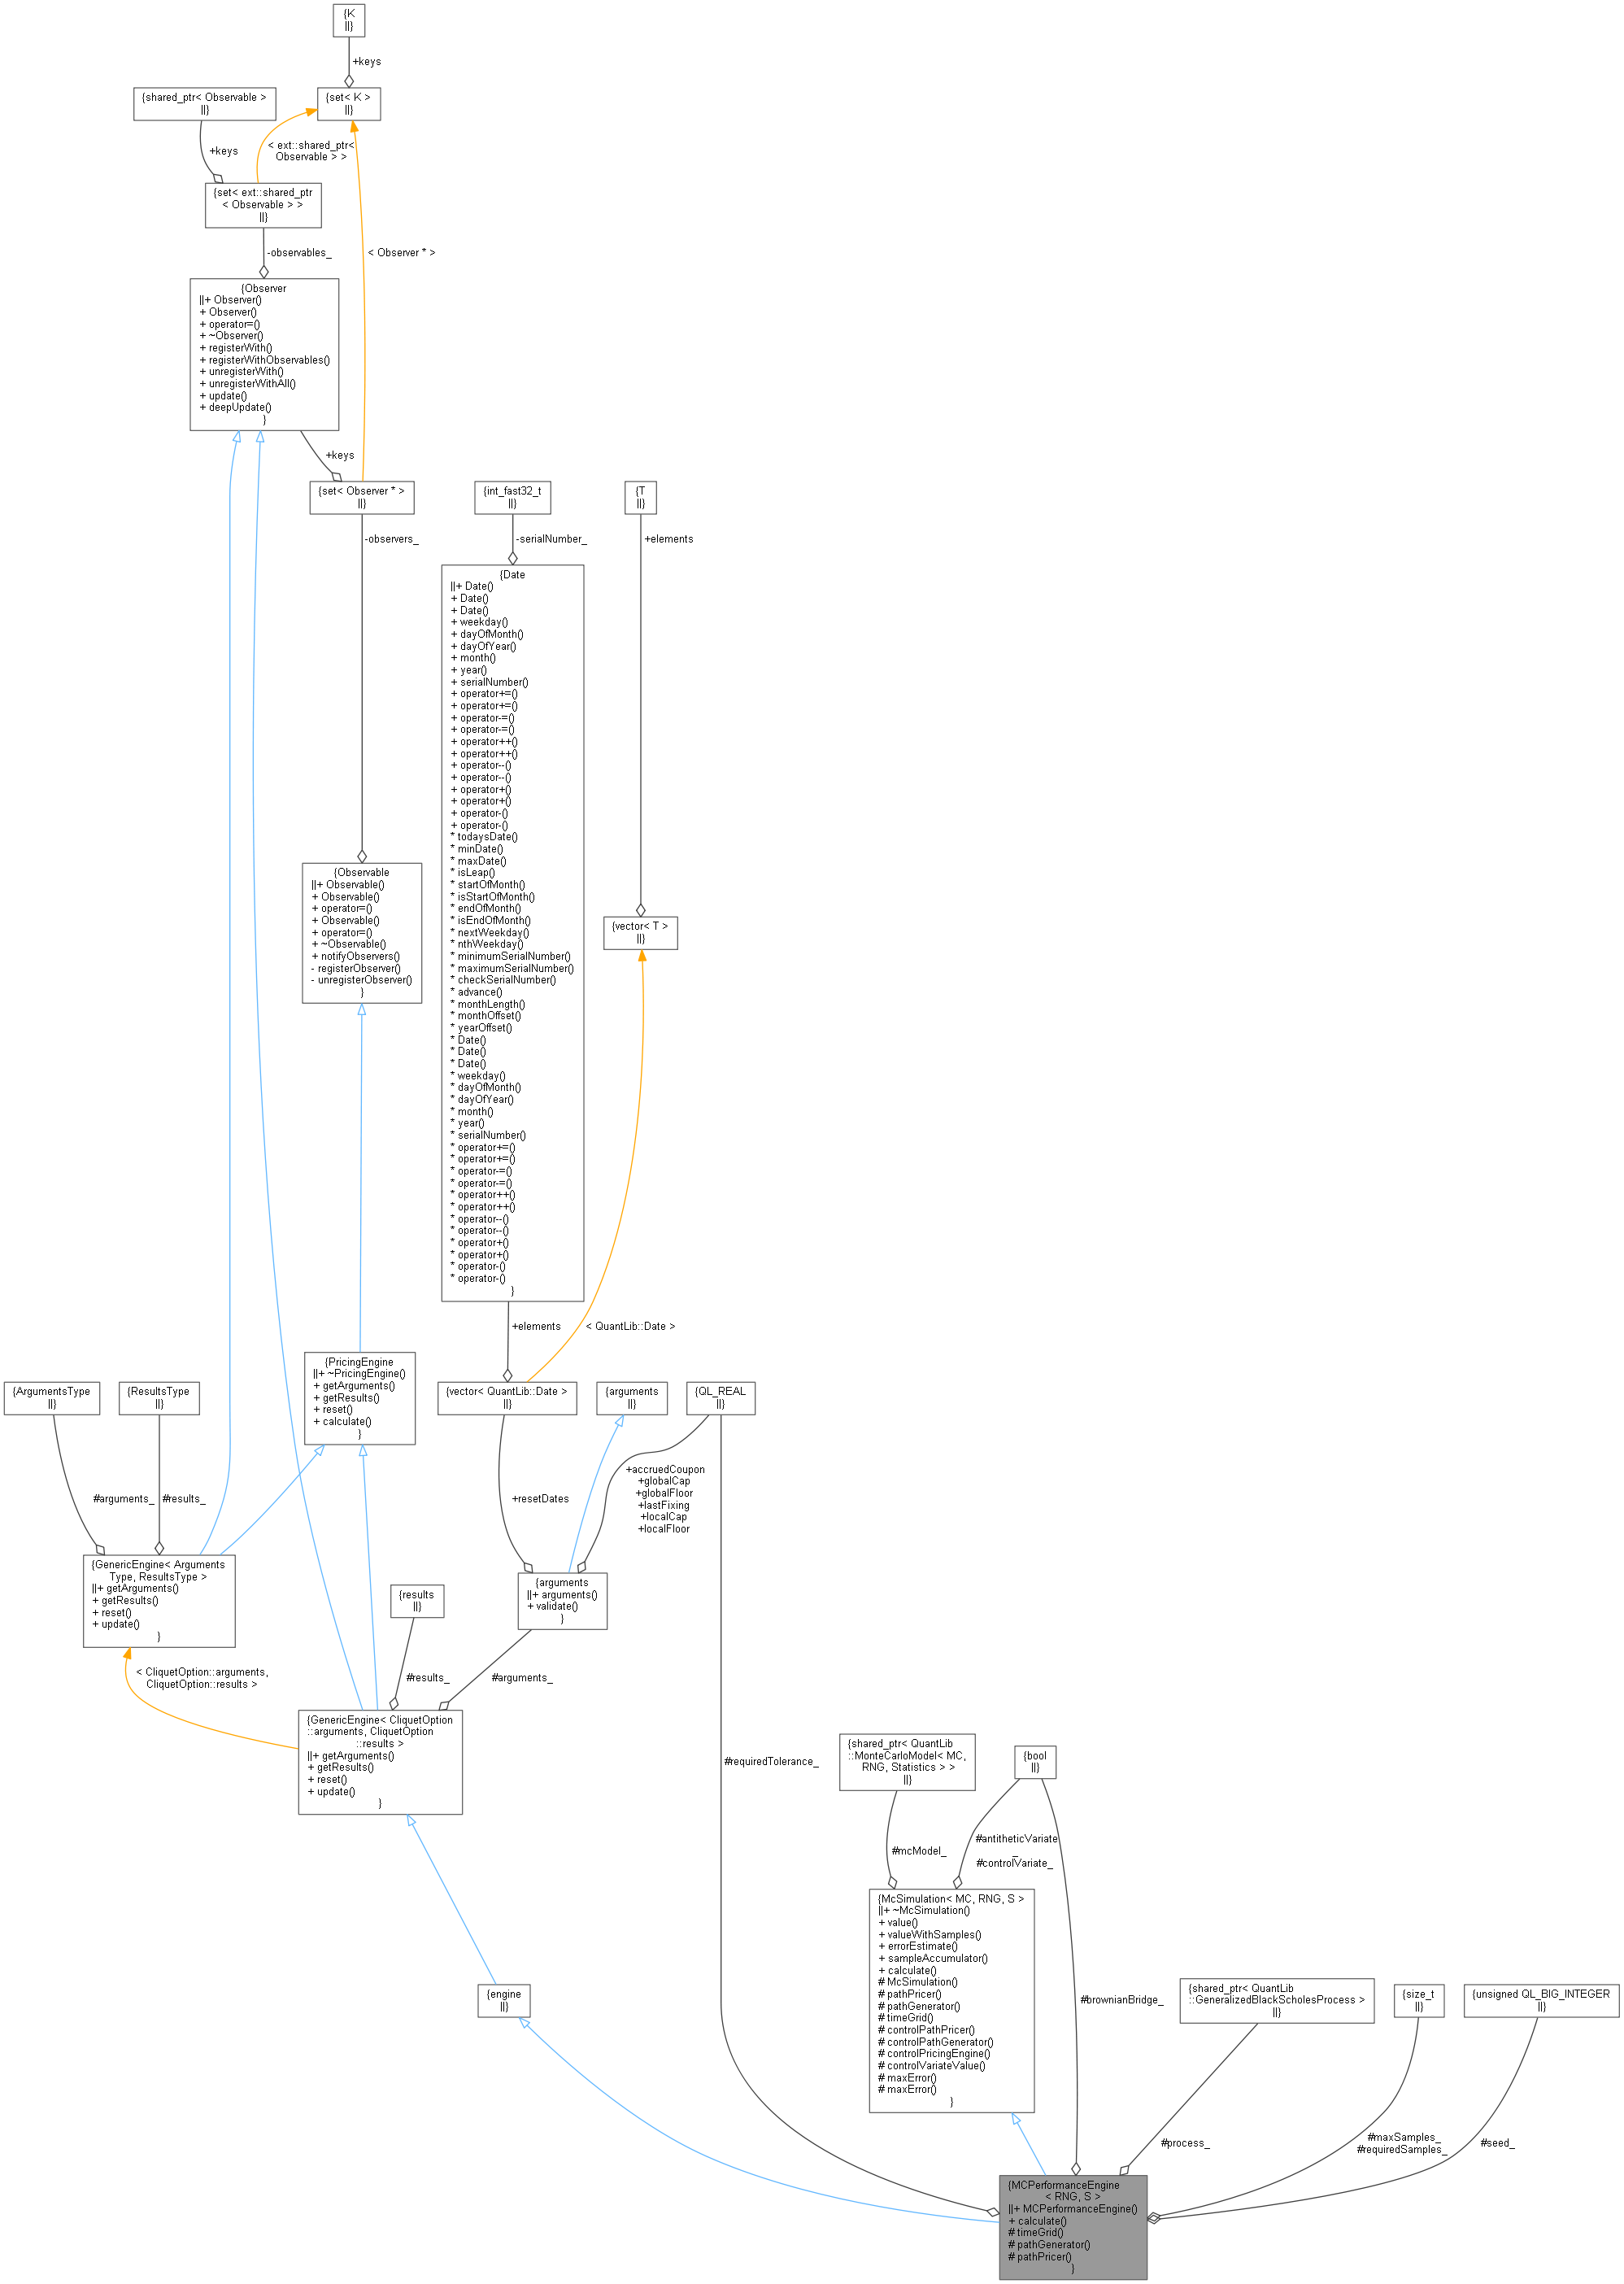 {K
||}
+keys
{shared_ptr< Observable >
||}
{set< K >
||}
+keys
< ext::shared_ptr<
Observable > >
{set< ext::shared_ptr
< Observable > >
||}
-observables_
< Observer * >
{Observer
||+ Observer()
+ Observer()
+ operator=()
+ ~Observer()
+ registerWith()
+ registerWithObservables()
+ unregisterWith()
+ unregisterWithAll()
+ update()
+ deepUpdate()
}
+keys
{set< Observer * >
||}
{int_fast32_t
||}
{T
||}
-observers_
-serialNumber_
+elements
{Date
||+ Date()
+ Date()
+ Date()
+ weekday()
+ dayOfMonth()
+ dayOfYear()
+ month()
+ year()
+ serialNumber()
+ operator+=()
+ operator+=()
+ operator-=()
+ operator-=()
+ operator++()
+ operator++()
+ operator--()
+ operator--()
+ operator+()
+ operator+()
+ operator-()
+ operator-()
* todaysDate()
* minDate()
* maxDate()
* isLeap()
* startOfMonth()
* isStartOfMonth()
* endOfMonth()
* isEndOfMonth()
* nextWeekday()
* nthWeekday()
* minimumSerialNumber()
* maximumSerialNumber()
* checkSerialNumber()
* advance()
* monthLength()
* monthOffset()
* yearOffset()
* Date()
* Date()
* Date()
* weekday()
* dayOfMonth()
* dayOfYear()
* month()
* year()
* serialNumber()
* operator+=()
* operator+=()
* operator-=()
* operator-=()
* operator++()
* operator++()
* operator--()
* operator--()
* operator+()
* operator+()
* operator-()
* operator-()
}
{Observable
||+ Observable()
+ Observable()
+ operator=()
+ Observable()
+ operator=()
+ ~Observable()
+ notifyObservers()
- registerObserver()
- unregisterObserver()
}
{vector< T >
||}
+elements
< QuantLib::Date >
{PricingEngine
||+ ~PricingEngine()
+ getArguments()
+ getResults()
+ reset()
+ calculate()
}
{ArgumentsType
||}
{ResultsType
||}
{vector< QuantLib::Date >
||}
{arguments
||}
{QL_REAL
||}
#arguments_
#results_
+resetDates
+accruedCoupon
+globalCap
+globalFloor
+lastFixing
+localCap
+localFloor
{GenericEngine< Arguments
Type, ResultsType >
||+ getArguments()
+ getResults()
+ reset()
+ update()
}
{results
||}
{arguments
||+ arguments()
+ validate()
}
< CliquetOption::arguments,
CliquetOption::results >
#results_
#arguments_
{GenericEngine< CliquetOption
::arguments, CliquetOption
::results >
||+ getArguments()
+ getResults()
+ reset()
+ update()
}
#requiredTolerance_
{shared_ptr< QuantLib
::MonteCarloModel< MC,
RNG, Statistics > >
||}
{bool
||}
#mcModel_
#antitheticVariate
_
#controlVariate_
{McSimulation< MC, RNG, S >
||+ ~McSimulation()
+ value()
+ valueWithSamples()
+ errorEstimate()
+ sampleAccumulator()
+ calculate()
# McSimulation()
# pathPricer()
# pathGenerator()
# timeGrid()
# controlPathPricer()
# controlPathGenerator()
# controlPricingEngine()
# controlVariateValue()
# maxError()
# maxError()
}
{engine
||}
#brownianBridge_
{shared_ptr< QuantLib
::GeneralizedBlackScholesProcess >
||}
{size_t
||}
{unsigned QL_BIG_INTEGER
||}
#process_
#maxSamples_
#requiredSamples_
#seed_
{MCPerformanceEngine
< RNG, S >
||+ MCPerformanceEngine()
+ calculate()
# timeGrid()
# pathGenerator()
# pathPricer()
}